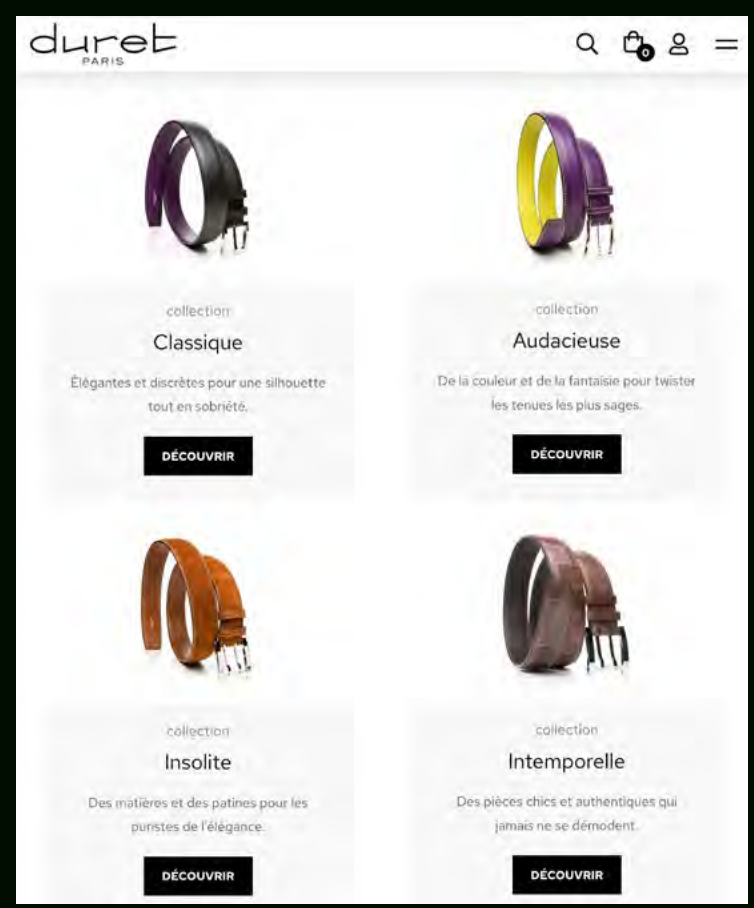 duret
PARIS
0
collection
Classique
Élégantes et discrètes pour une silhouette
tout en sobriété.
DÉCOUVRIR
collection
Audacieuse
De la couleur et de la fantaisie pour twister
les tenues les plus sages.
DÉCOUVRIR
collection
Insolite
Des matières et des patines pour les
puristes de l'élégance.
DÉCOUVRIR
collection
Intemporelle
Des pièces chics et authentiques qui
jamais ne se démodent.
DÉCOUVRIR